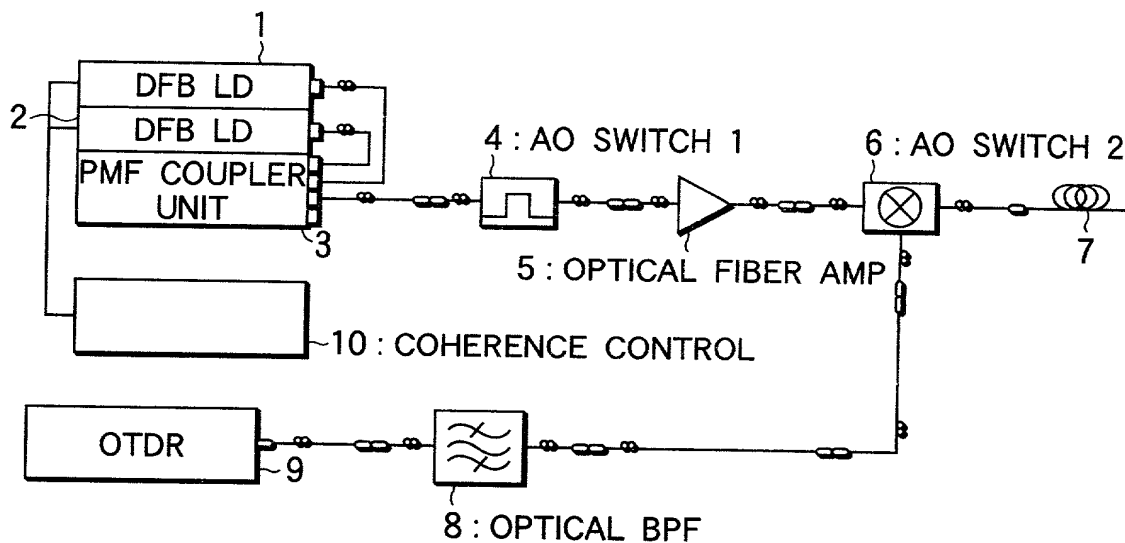 1
DFB LD
2
DFB LD
PMF COUPLER
UNIT
3
4 : AO SWITCH 1
6 : AO SWITCH 2
7
5 : OPTICAL FIBER AMP
10 : COHERENCE CONTROL
OTDR
9
8 : OPTICAL BPF